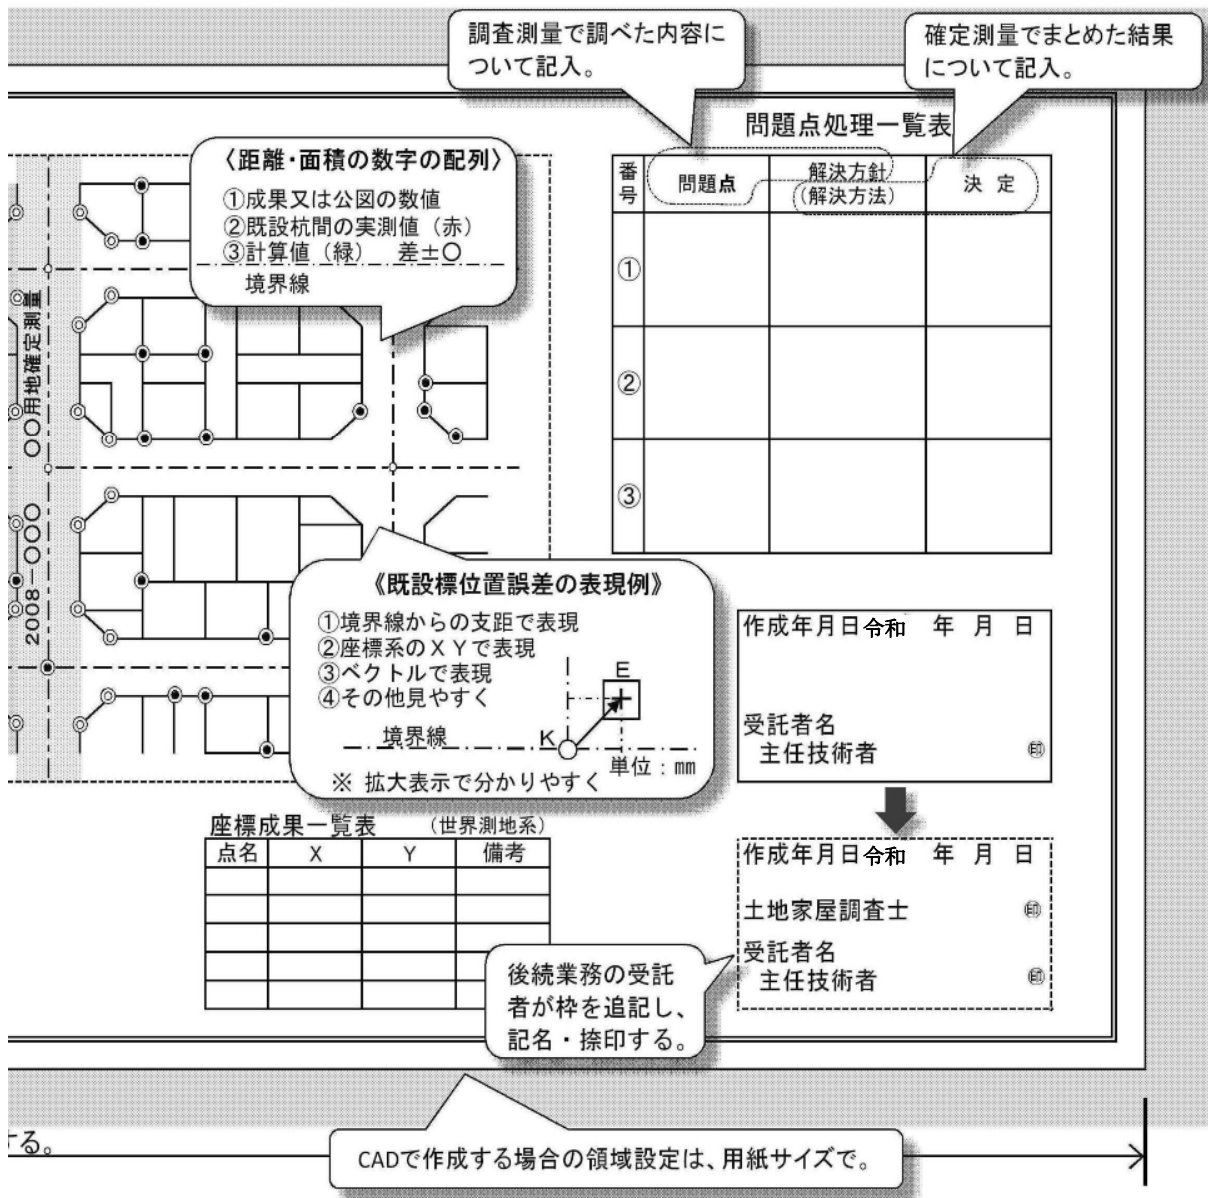 調査測量で調べた内容に
ついて記入。
確定測量でまとめた結果
について記入。
問題点処理一覧表
番号
問題点
解決方針
(解決方法)
決 定
①
②
③
〈距離・面積の数字の配列〉
①成果又は公図の数値
②既設杭間の実測値(赤)
③計算値(緑) 差±〇
境界線
2008-〇〇〇 〇〇用地確定測量
《既設標位置誤差の表現例》
①境界線からの支距で表現
②座標系のXYで表現
③ベクトルで表現
④その他見やすく
E
K
境界線
単位:㎜
※ 拡大表示で分かりやすく
作成年月日 令和 年 月 日
受託者名
主任技術者 ㊞
座標成果一覧表 (世界測地系)
点名 X Y 備考
作成年月日 令和 年 月 日
土地家屋調査士 ㊞
受託者名
主任技術者 ㊞
後続業務の受託
者が枠を追記し、
記名・捺印する。
する。
CADで作成する場合の領域設定は、用紙サイズで。